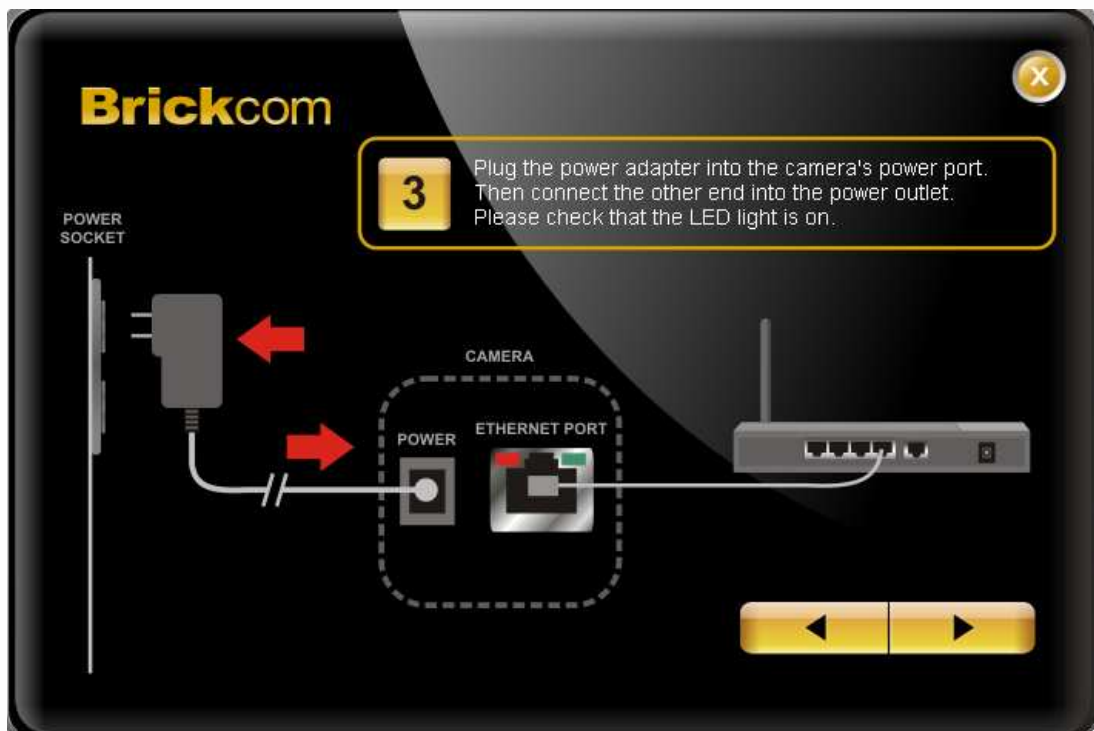 Brickcom
X
3
Plug the power adapter into the camera's power port.
Then connect the other end into the power outlet.
Please check that the LED light is on.
POWER
SOCKET
CAMERA
POWER
ETHERNET PORT